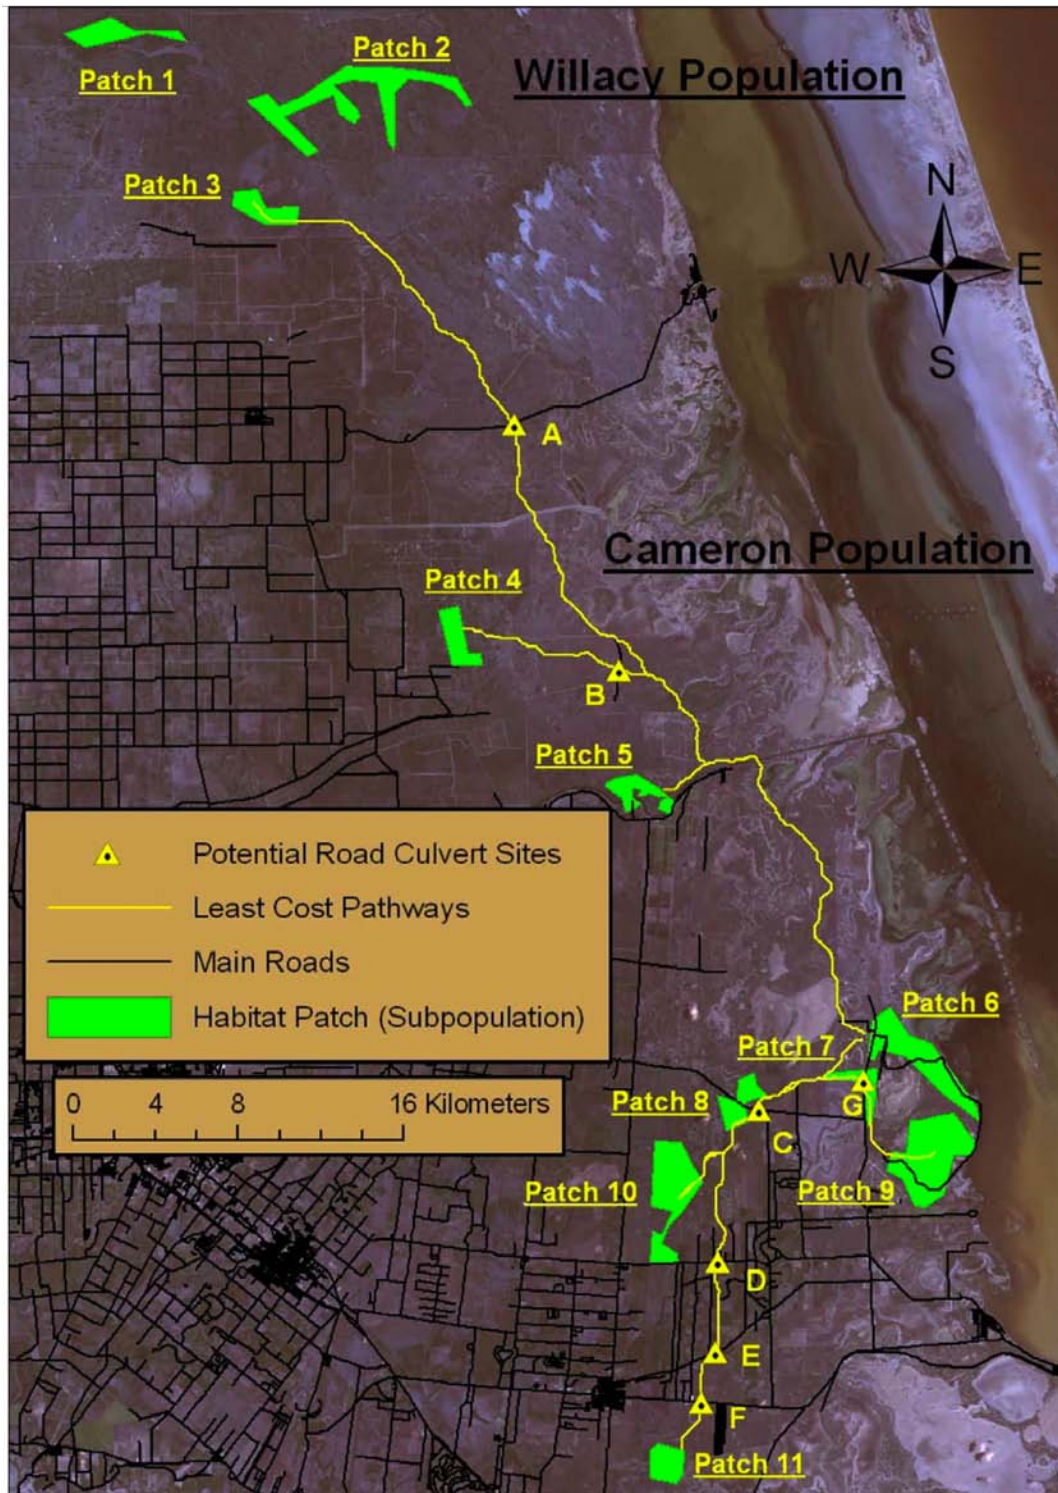 Patch 1
Patch 2
Willacy Population
Patch 3
N
W
E
S
A
Cameron Population
Patch 4
B
Patch 5
Potential Road Culvert Sites
Least Cost Pathways
Main Roads
Habitat Patch (Subpopulation)
0 4 8 16 Kilometers
Patch 6
Patch 7
G
Patch 8
C
Patch 10
Patch 9
D
E
F
Patch 11